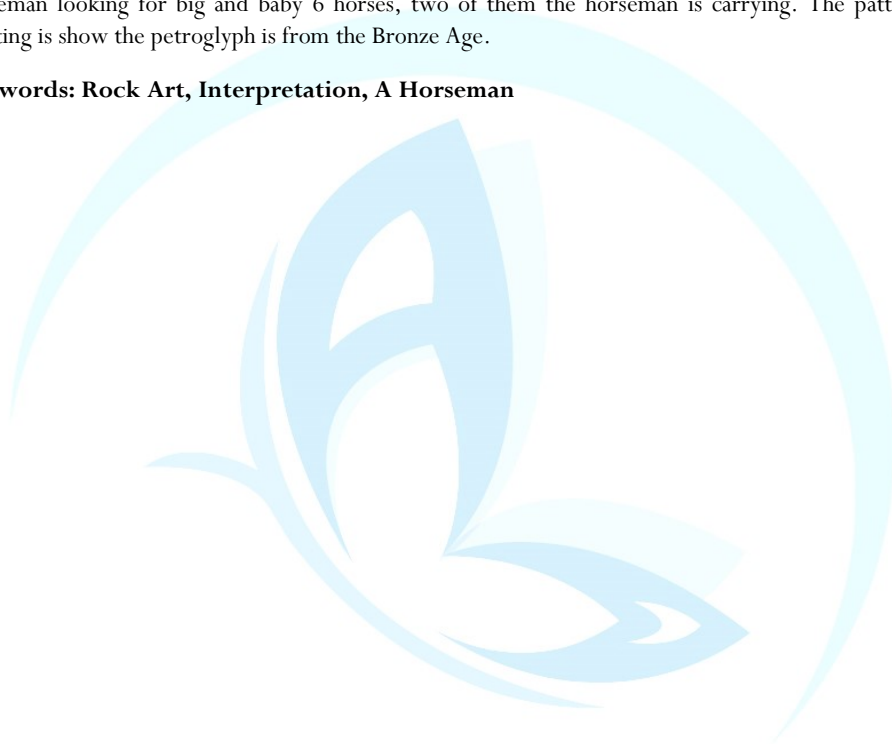 eman looking for big and baby 6 horses, two of them the horseman is carrying. The patt
ting is show the petroglyph is from the Bronze Age.
words: Rock Art, Interpretation, A Horseman